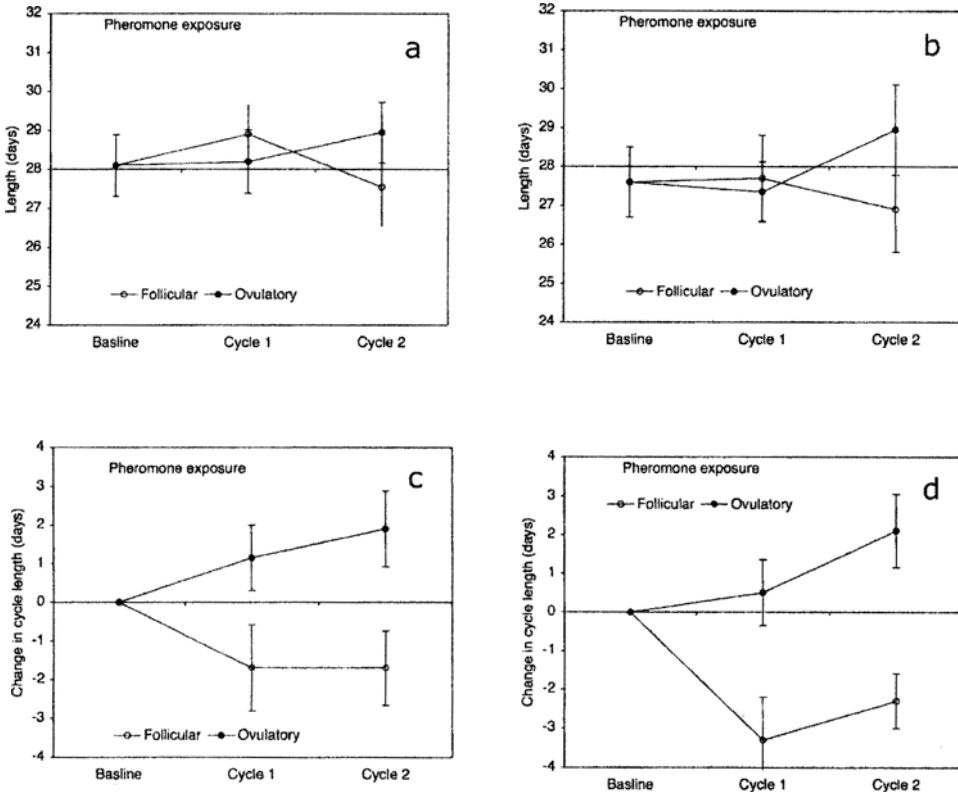 32
31
30
29
28
27
26
25
24
Length (days)
Pheromone exposure
a
Follicular Ovulatory
Basline Cycle 1 Cycle 2
32
31
30
29
28
27
26
25
24
Length (days)
Pheromone exposure
b
Follicular Ovulatory
Basline Cycle 1 Cycle 2
4
3
2
1
0
-1
-2
-3
-4
Change in cycle length (days)
Pheromone exposure
c
Follicular Ovulatory
Basline Cycle 1 Cycle 2
4
3
2
1
0
-1
-2
-3
-4
Change in cycle length (days)
Pheromone exposure
d
Follicular Ovulatory
Basline Cycle 1 Cycle 2